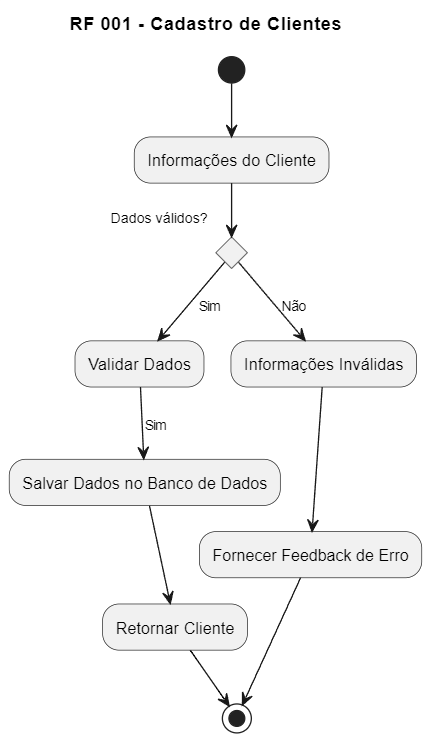 RF 001 - Cadastro de Clientes
Informações do Cliente
Dados válidos?
Sim
Não
Validar Dados
Informações Inválidas
Sim
Salvar Dados no Banco de Dados
Fornecer Feedback de Erro
Retornar Cliente